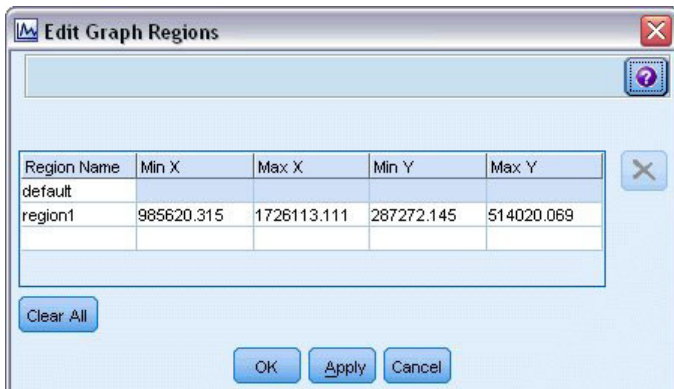 Edit Graph Regions
Region Name Min X Max X Min Y Max Y
default
region1 985620.315 1726113.111 287272.145 514020.069
Clear All
OK Apply Cancel